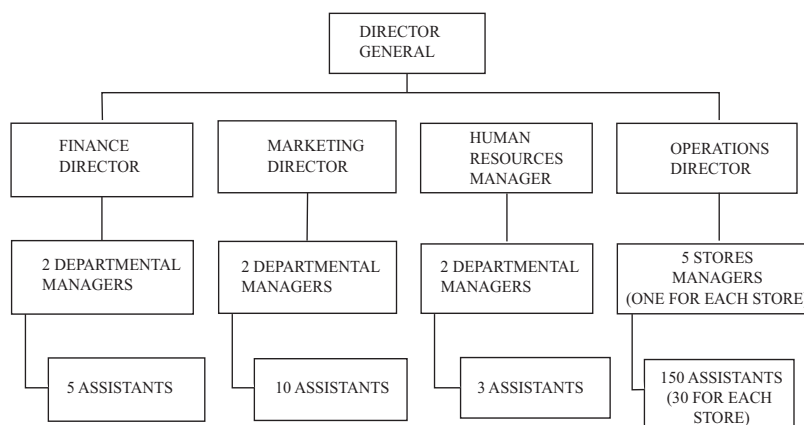 DIRECTOR
GENERAL
FINANCE
DIRECTOR
MARKETING
DIRECTOR
HUMAN
RESOURCES
MANAGER
OPERATIONS
DIRECTOR
2 DEPARTMENTAL
MANAGERS
2 DEPARTMENTAL
MANAGERS
2 DEPARTMENTAL
MANAGERS
5 STORES
MANAGERS
(ONE FOR EACH STORE)
5 ASSISTANTS
10 ASSISTANTS
3 ASSISTANTS
150 ASSISTANTS
(30 FOR EACH
STORE)